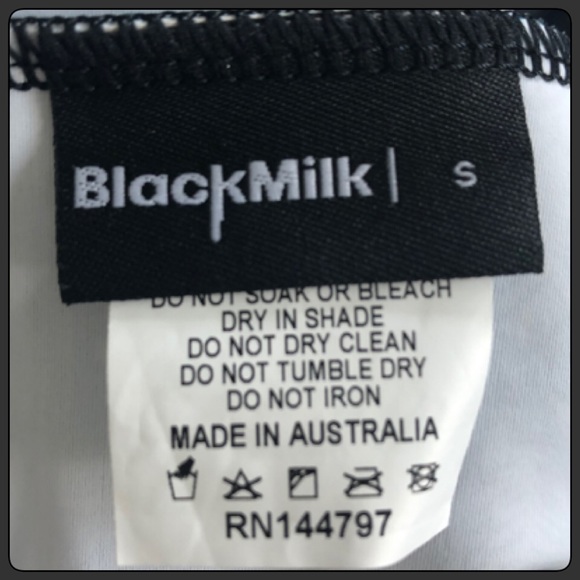 BlackMilk| S
DO NOT SOAK OR BLEACH
DRY IN SHADE
DO NOT DRY CLEAN
DO NOT TUMBLE DRY
DO NOT IRON
MADE IN AUSTRALIA
RN144797